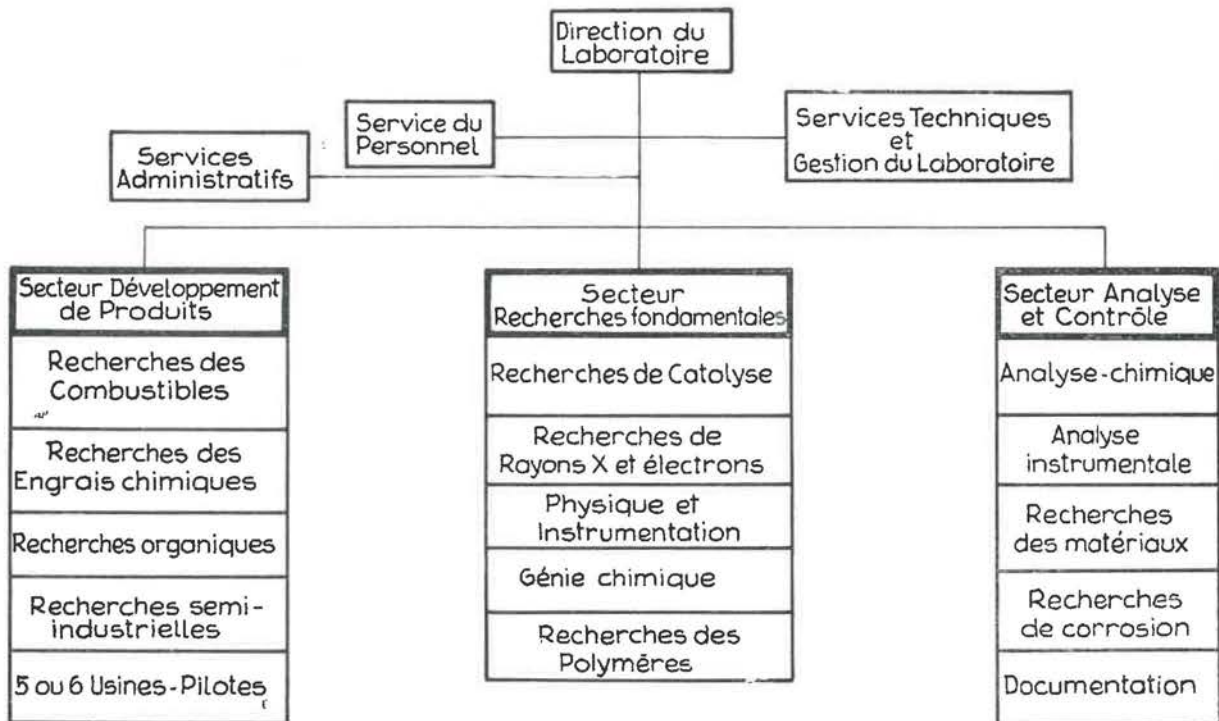 Direction du
Laboratoire
Service du
Personnel
Services Techniques
et
Gestion du Laboratoire
Services
Administratifs
Secteur Développement
de Produits
Recherches des
Combustibles
Recherches des
Engrais chimiques
Recherches organiques
Recherches semi-
industrielles
5 ou 6 Usines-Pilotes
Secteur
Recherches fondamentales
Recherches de Catalyse
Recherches de
Rayons X et électrons
Physique et
Instrumentation
Génie chimique
Recherches des
Polymères
Secteur Analyse
et Contrôle
Analyse-chimique
Analyse
instrumentale
Recherches
des matériaux
Recherches
de corrosion
Documentation